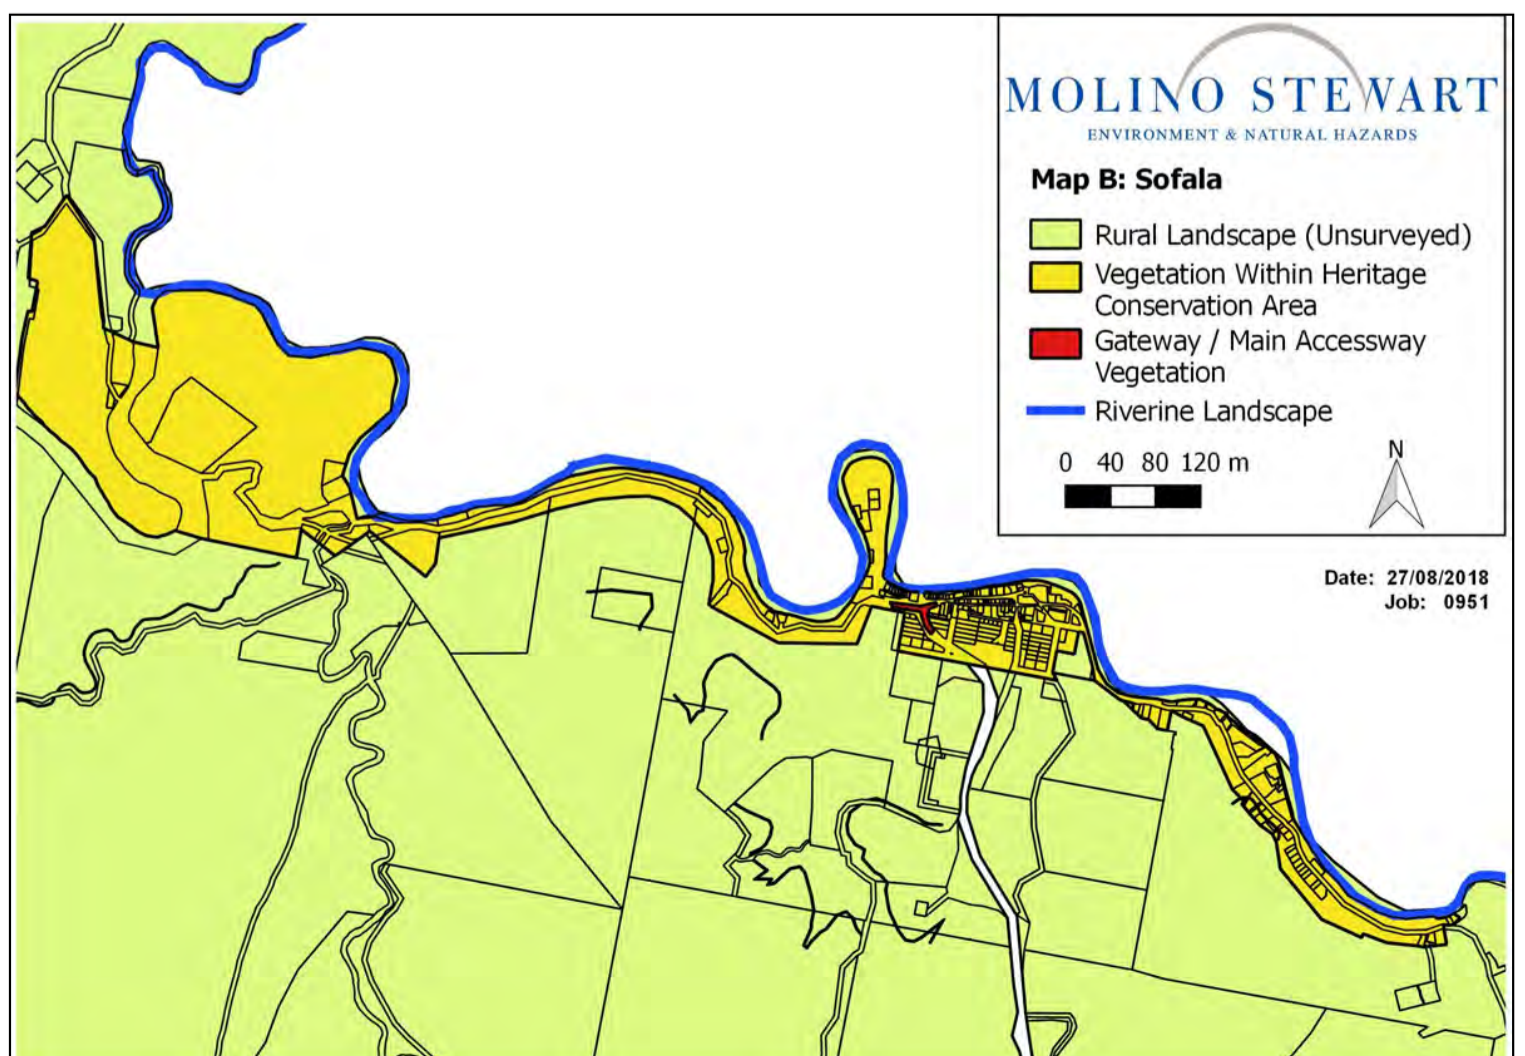 MOLINO STEWART
ENVIRONMENT & NATURAL HAZARDS
Map B: Sofala
Rural Landscape (Unsurveyed)
Vegetation Within Heritage
Conservation Area
Gateway / Main Accessway
Vegetation
Riverine Landscape
0 40 80 120 m
N
Date: 27/08/2018
Job: 0951